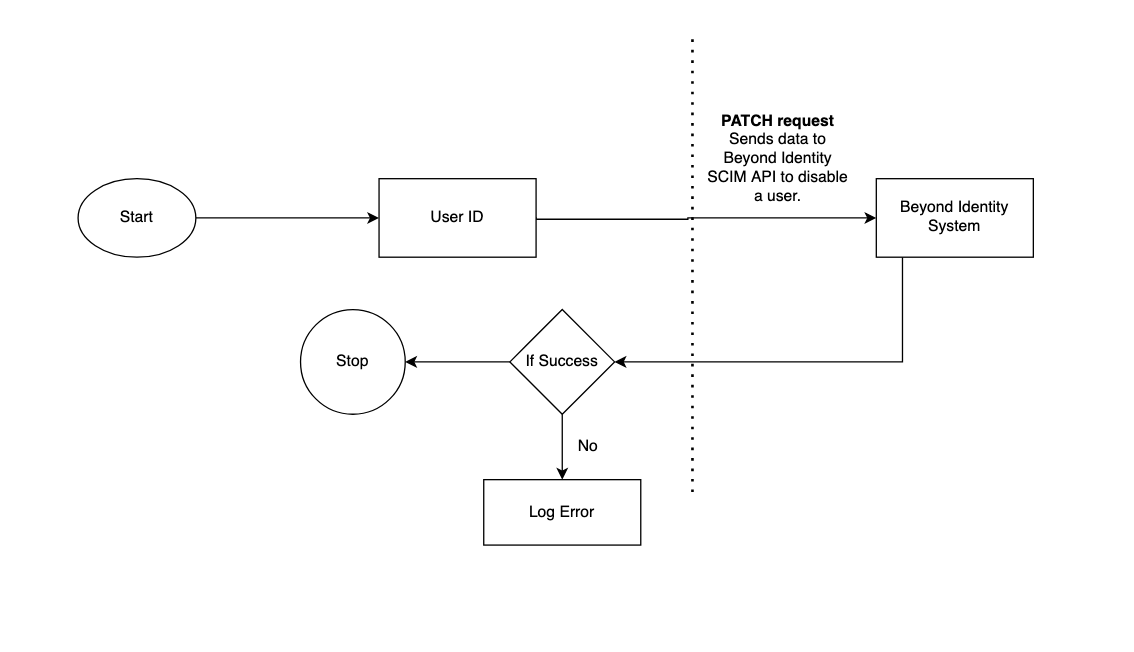 PATCH request
Sends data to
Beyond Identity
SCIM API to disable
a user.
Start
User ID
Beyond Identity
System
Stop
If Success
No
Log Error